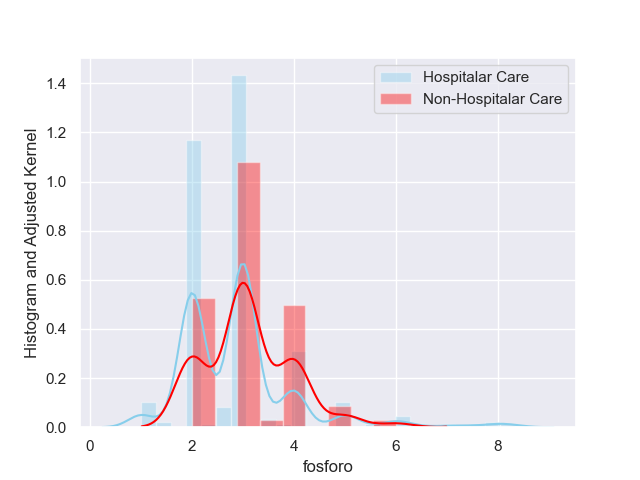 Hospitalar Care
Non-Hospitalar Care
Histogram and Adjusted Kernel
1.4
1.2
1.0
0.8
0.6
0.4
0.2
0.0
0 2 4 6 8
fosforo